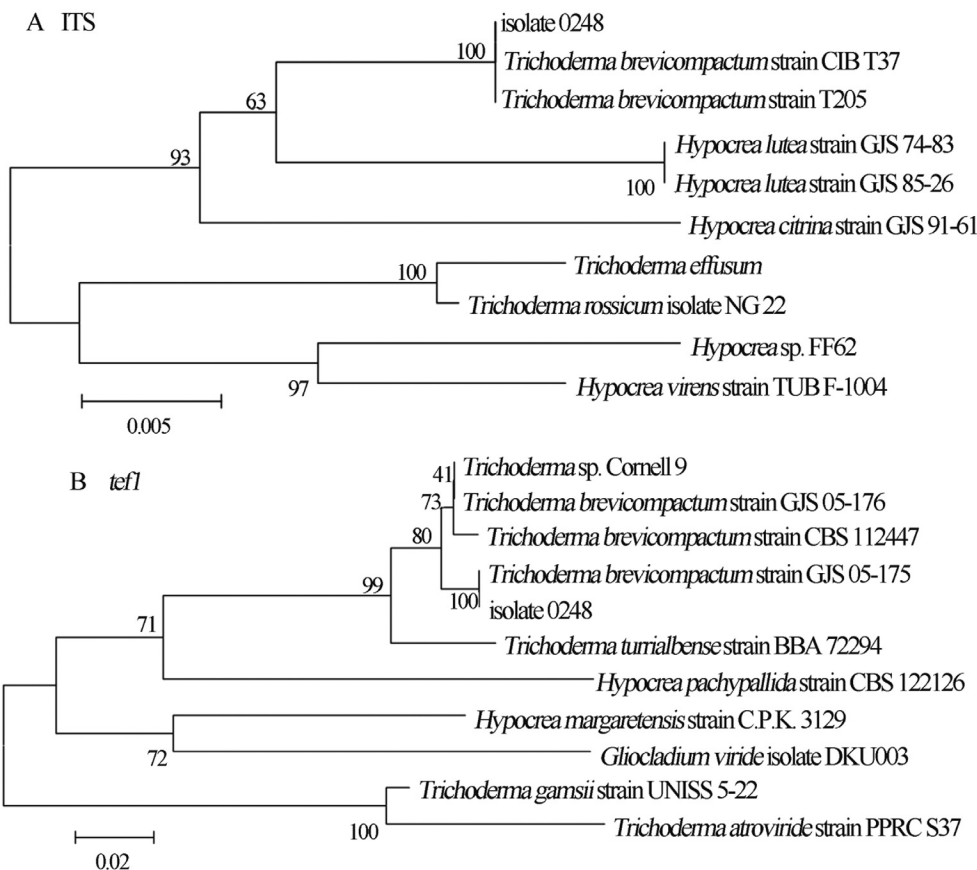 A ITS
isolate 0248
100
Trichoderma brevicompactum strain CIB T37
Trichoderma brevicompactum strain T205
63
Hypocrea lutea strain GJS 74-83
93
100
Hypocrea lutea strain GJS 85-26
Hypocrea citrina strain GJS 91-61
Trichoderma effusum
100
Trichoderma rossicum isolate NG 22
Hypocrea sp. FF62
97
Hypocrea virens strain TUB F-1004
0.005
B tef1
Trichoderma sp. Cornell 9
41
73
Trichoderma brevicompactum strain GJS 05-176
80
Trichoderma brevicompactum strain CBS 112447
99
Trichoderma brevicompactum strain GJS 05-175
100
isolate 0248
71
Trichoderma turrialbense strain BBA 72294
Hypocrea pachypallida strain CBS 122126
Hypocrea margaretensis strain C.P.K. 3129
72
Gliocladium viride isolate DKU003
Trichoderma gamsii strain UNISS 5-22
100
Trichoderma atroviride strain PPRC S37
0.02